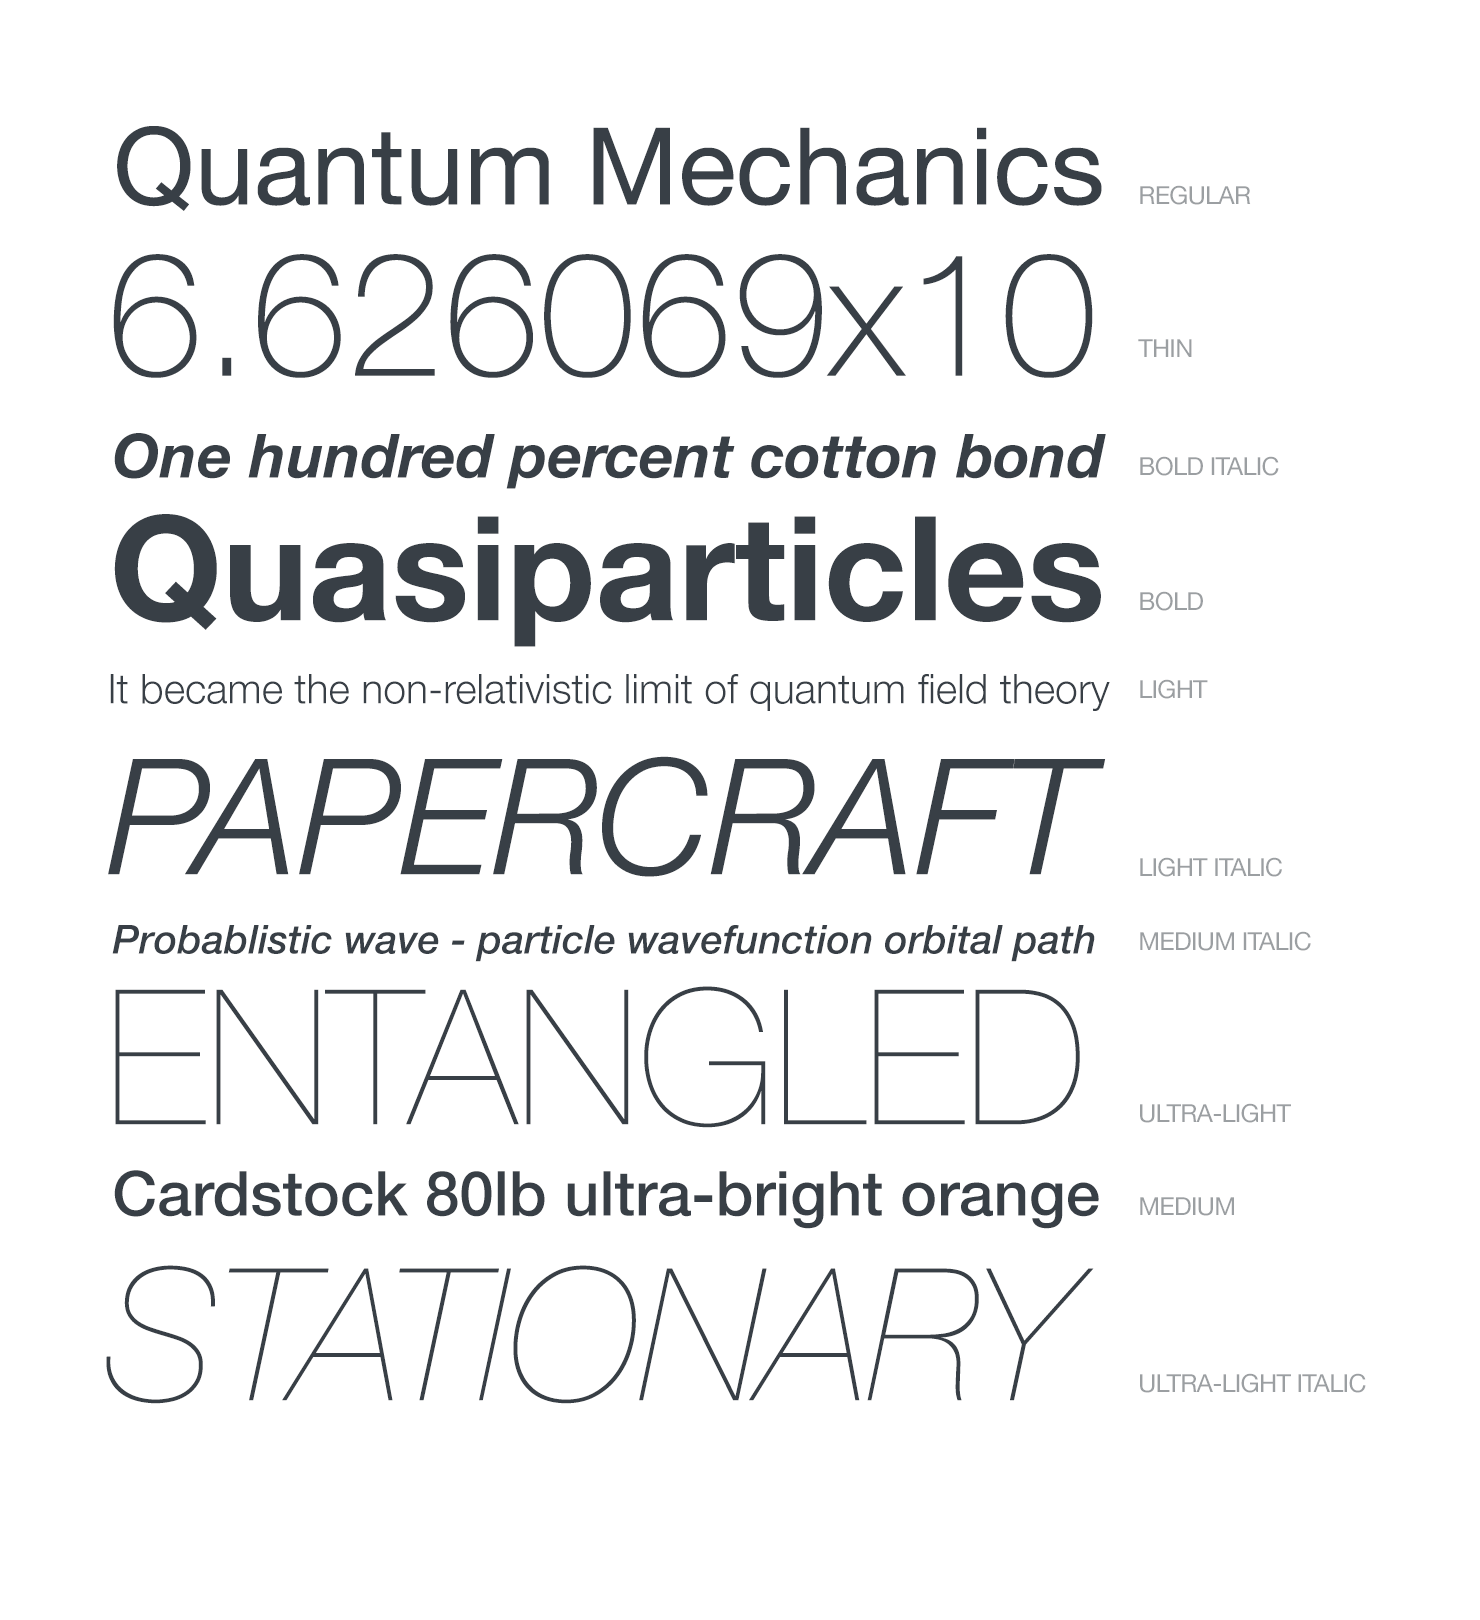 Quantum Mechanics REGULAR
6.626069x10 THIN
One hundred percent cotton bond BOLD ITALIC
Quasiparticles BOLD
It became the non-relativistic limit of quantum field theory LIGHT
PAPERCRAFT LIGHT ITALIC
Probablistic wave - particle wavefunction orbital path MEDIUM ITALIC
ENTANGLED ULTRA-LIGHT
Cardstock 80lb ultra-bright orange MEDIUM
STATIONARY ULTRA-LIGHT ITALIC